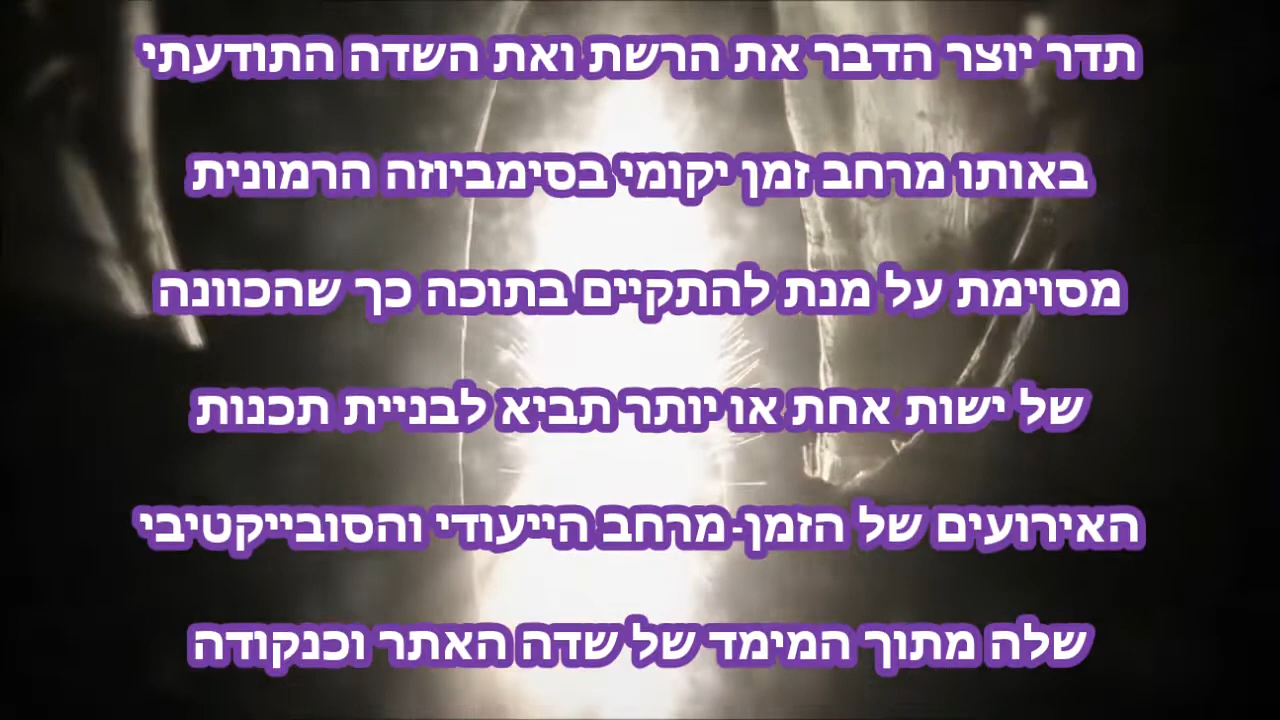 תדר יוצר הדבר את הרשת ואת השדה התודעתי
באותו מרחב זמן יקומי בסימביוזה הרמונית
מסוימת על מנת להתקיים בתוכה כך שהכוונה
של ישות אחת או יותר תביא לבניית תכנות
האירועים של הזמן-מרחב הייעודי והסובייקטיבי
שלה מתוך המימד של שדה האתר וכנקודה